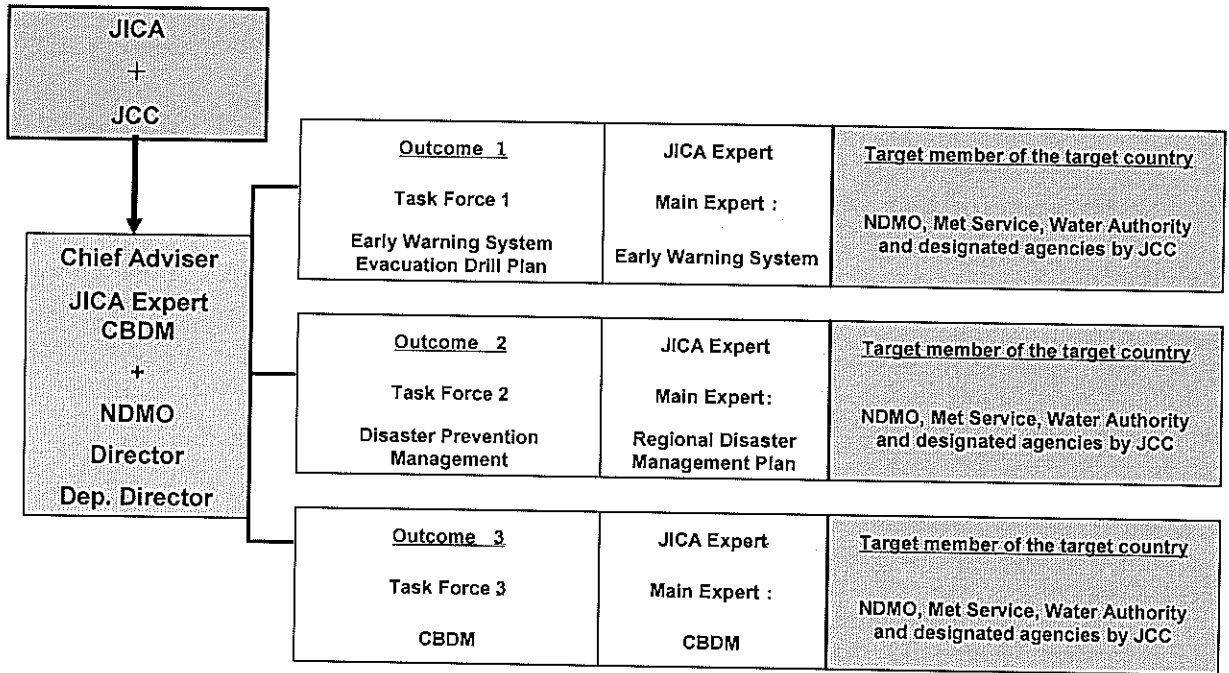 JICA
+
JCC
Chief Adviser
JICA Expert
CBDM
+
NDMO
Director
Dep. Director
Outcome 1
Task Force 1
Early Warning System
Evacuation Drill Plan
JICA Expert
Main Expert :
Early Warning System
Target member of the target country
NDMO, Met Service, Water Authority
and designated agencies by JCC
Outcome 2
Task Force 2
Disaster Prevention
Management
JICA Expert
Main Expert:
Regional Disaster
Management Plan
Target member of the target country
NDMO, Met Service, Water Authority
and designated agencies by JCC
Outcome 3
Task Force 3
CBDM
JICA Expert
Main Expert :
CBDM
Target member of the target country
NDMO, Met Service, Water Authority
and designated agencies by JCC